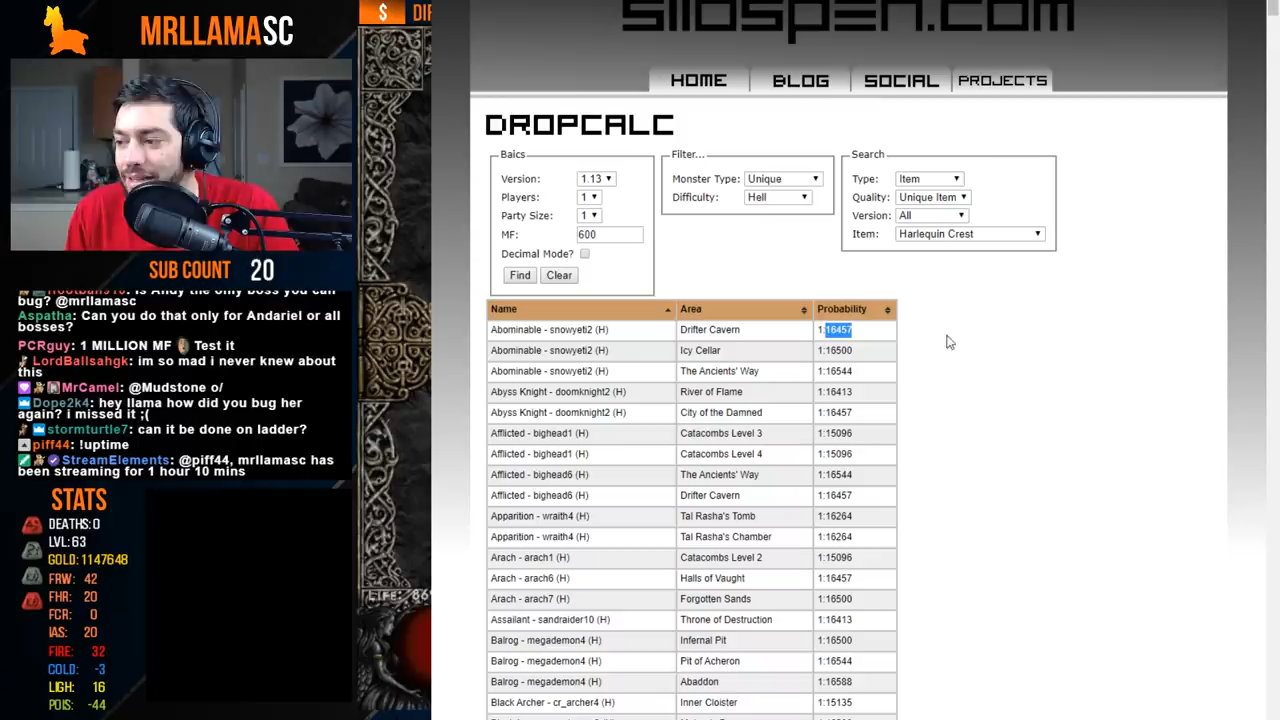 MRLLAMASC
$ DI
SUB COUNT 20
bug? @mrllamasc
Aspatha: Can you do that only for Andariel or all
bosses?
PCRguy: 1 MILLION MF Test it
LordBallsahgk: im so mad i never knew about
this
MrCamel: @Mudstone o/
Dope2k4: hey llama how did you bug her
again? i missed it ;(
stormturtle7: can it be done on ladder?
piff44: !uptime
StreamElements: @piff44, mrllamasc has
been streaming for 1 hour 10 mins
STATS
DEATHS:0
LVL:63
GOLD:1147648
FRW: 42
FHR: 20
FCR: 0
IAS: 20
FIRE: 32
COLD: -3
LIGH: 16
POIS: -44
silospen.com
HOME BLOG SOCIAL PROJECTS
DROPCALC
Baics
Version: 1.13
Players: 1
Party Size: 1
MF: 600
Decimal Mode?
Find Clear
Filter...
Monster Type: Unique
Difficulty: Hell
Search
Type: Item
Quality: Unique Item
Version: All
Item: Harlequin Crest
Name Area Probability
Abominable - snowyeti2 (H) Drifter Cavern 1:16457
Abominable - snowyeti2 (H) Icy Cellar 1:16500
Abominable - snowyeti2 (H) The Ancients' Way 1:16544
Abyss Knight - doomknight2 (H) River of Flame 1:16413
Abyss Knight - doomknight2 (H) City of the Damned 1:16457
Afflicted - bighead1 (H) Catacombs Level 3 1:15096
Afflicted - bighead1 (H) Catacombs Level 4 1:15096
Afflicted - bighead6 (H) The Ancients' Way 1:16544
Afflicted - bighead6 (H) Drifter Cavern 1:16457
Apparition - wraith4 (H) Tal Rasha's Tomb 1:16264
Apparition - wraith4 (H) Tal Rasha's Chamber 1:16264
Arach - arach1 (H) Catacombs Level 2 1:15096
Arach - arach6 (H) Halls of Vaught 1:16457
Arach - arach7 (H) Forgotten Sands 1:16500
Assailant - sandraider10 (H) Throne of Destruction 1:16413
Balrog - megademon4 (H) Infernal Pit 1:16500
Balrog - megademon4 (H) Pit of Acheron 1:16544
Balrog - megademon4 (H) Abaddon 1:16588
Black Archer - cr_archer4 (H) Inner Cloister 1:15135